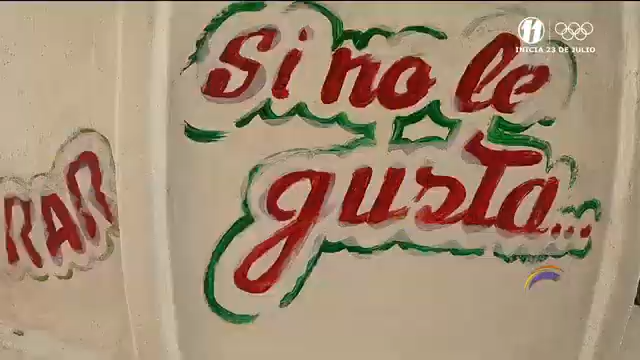 11
INICIA 23 DE JULIO
Si no le
gusta...
RAR